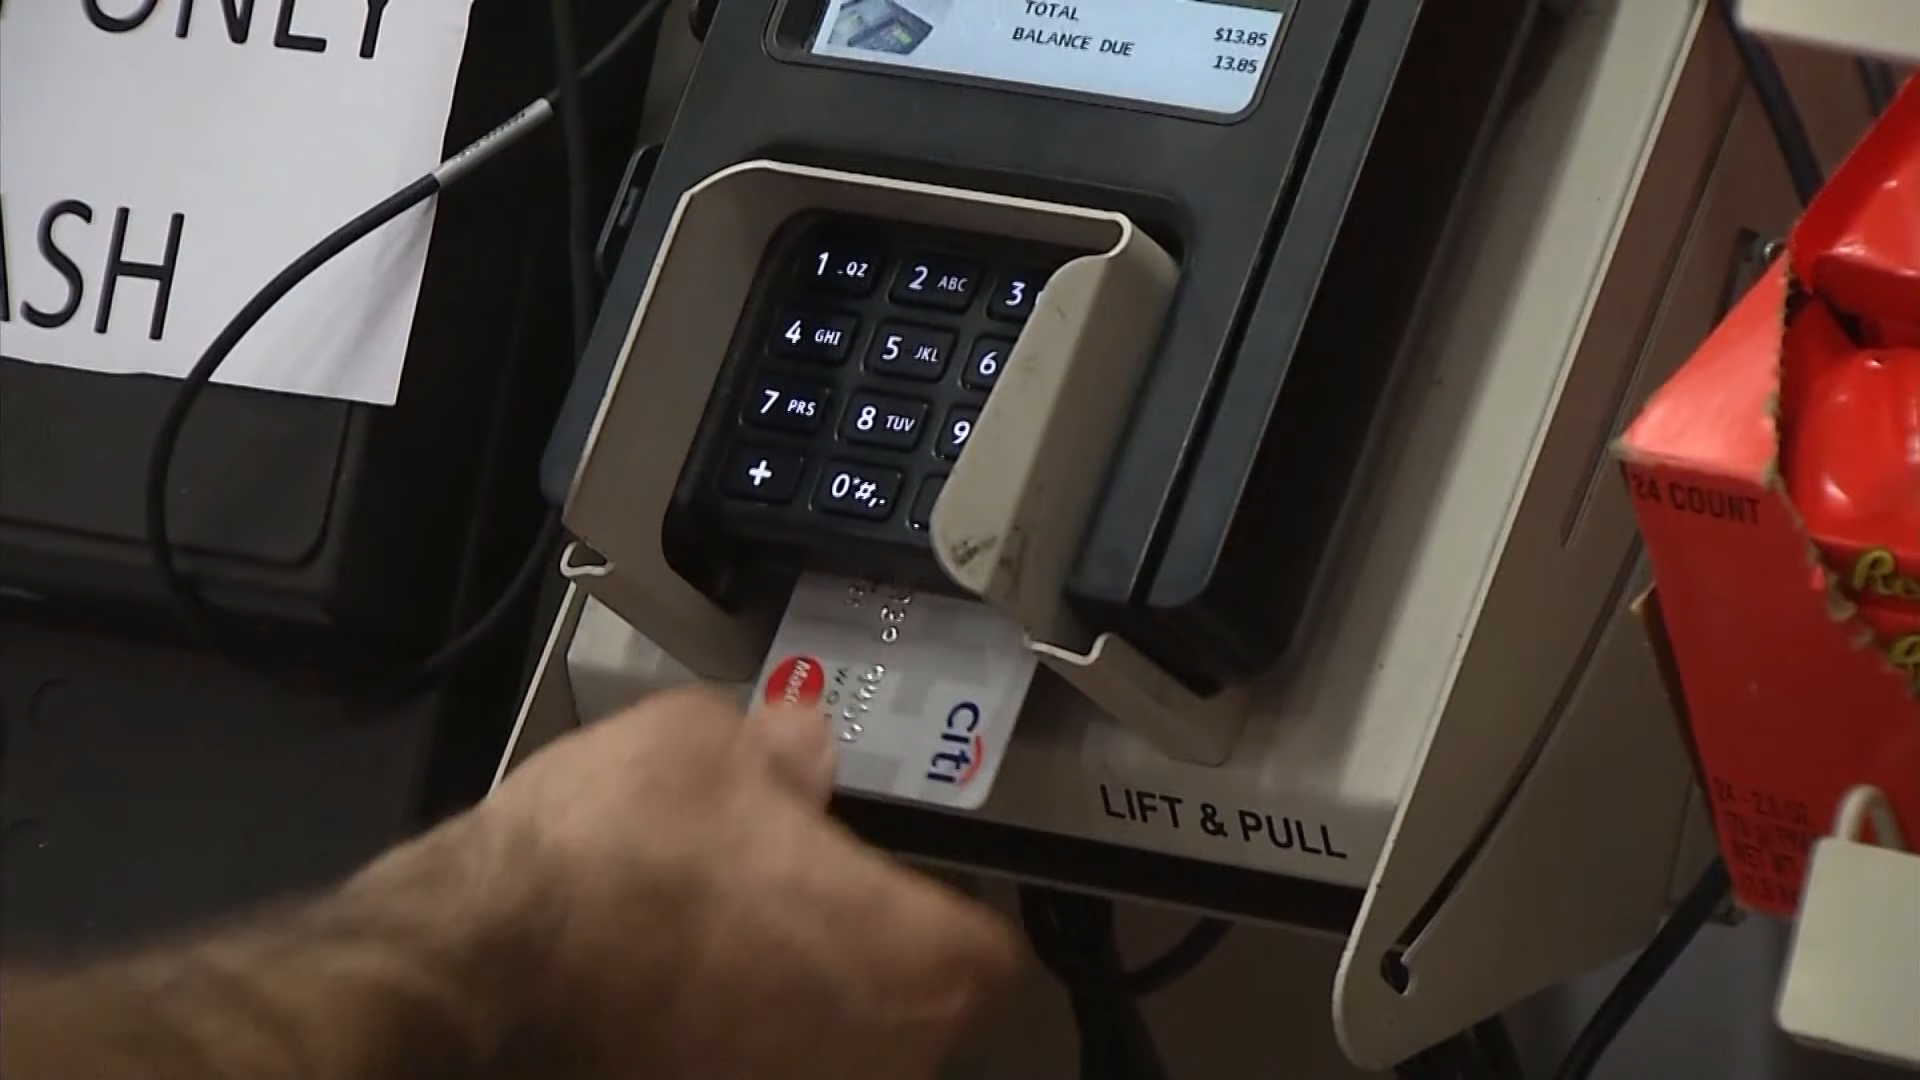 ONLY
ASH
TOTAL $13.85
BALANCE DUE 13.85
1 .QZ 2 ABC 3
4 GHI 5 JKL 6
7 PRS 8 TUV 9
+ 0*#,.
citi
LIFT & PULL
24 COUNT